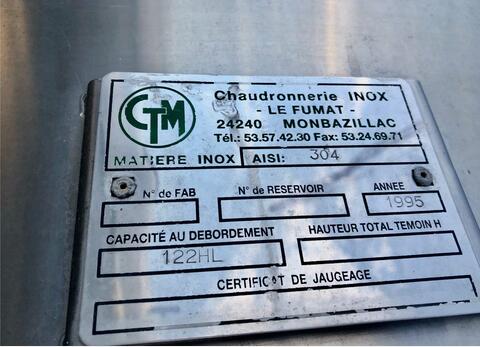 CTM
Chaudronnerie INOX
- LE FUMAT -
24240 MONBAZILLAC
Tél.: 53.57.42.30 Fax: 53.24.69.71
MATIERE INOX AISI: 304
N° de FAB N° de RESERVOIR ANNEE
1995
CAPACITÉ AU DEBORDEMENT HAUTEUR TOTAL TEMOIN H
122HL
CERTIFICAT DE JAUGEAGE